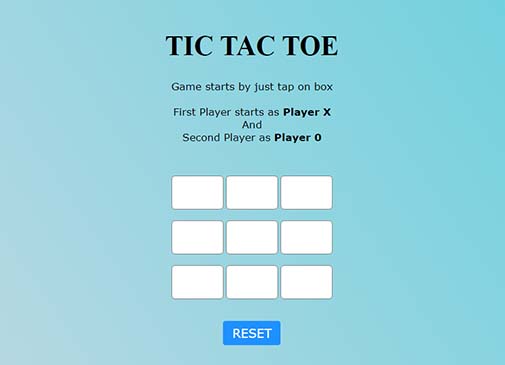 TIC TAC TOE
Game starts by just tap on box
First Player starts as Player X
And
Second Player as Player 0
RESET